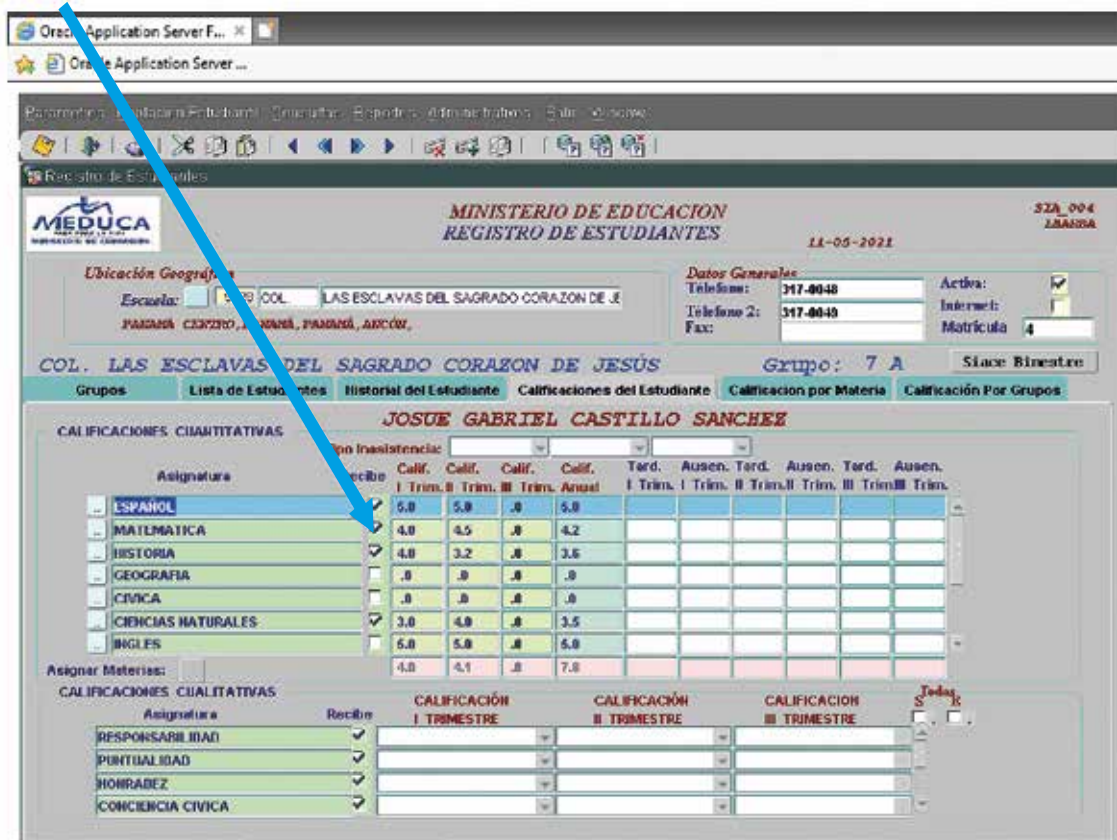 Oracle Application Server F...
Oracle Application Server ...
Registro de Estudiantes
MEDUCA
MINISTERIO DE EDUCACION
REGISTRO DE ESTUDIANTES
SZA_004
11-05-2021
Ubicación Geográfica
Escuela: COL. LAS ESCLAVAS DEL SAGRADO CORAZON DE JE
PANAMÁ CENTRO, PANAMÁ, PANAMÁ, ANCÓN,
Datos Generales
Teléfono: 317-0048
Teléfono 2: 317-0049
Fax:
Activa:
Internet:
Matrícula 4
COL. LAS ESCLAVAS DEL SAGRADO CORAZON DE JESÚS Grupo: 7 A Siace Bimestre
Grupos Lista de Estudiantes Historial del Estudiante Calificaciones del Estudiante Calificacion por Materia Calificación Por Grupos
JOSUE GABRIEL CASTILLO SANCHEZ
CALIFICACIONES CUANTITATIVAS
Tipo Inasistencia:
Asignatura Recibe Calif. I Trim. Calif. II Trim. Calif. III Trim. Calif. Anual Tard. I Trim. Ausen. I Trim. Tard. II Trim. Ausen. II Trim. Tard. III Trim. Ausen. III Trim.
ESPAÑOL 5.0 5.0 .0 5.0
MATEMATICA 4.0 4.5 .0 4.2
HISTORIA 4.0 3.2 .0 3.6
GEOGRAFIA .0 .0 .0 .0
CIVICA .0 .0 .0 .0
CIENCIAS NATURALES 3.0 4.0 .0 3.5
INGLES 5.0 5.0 .0 5.0
Asignar Materias: 4.0 4.1 .0 7.8
CALIFICACIONES CUALITATIVAS
Asignatura Recibe CALIFICACIÓN I TRIMESTRE CALIFICACIÓN II TRIMESTRE CALIFICACION III TRIMESTRE Todas S R
RESPONSABILIDAD
PUNTUALIDAD
HONRADEZ
CONCIENCIA CIVICA